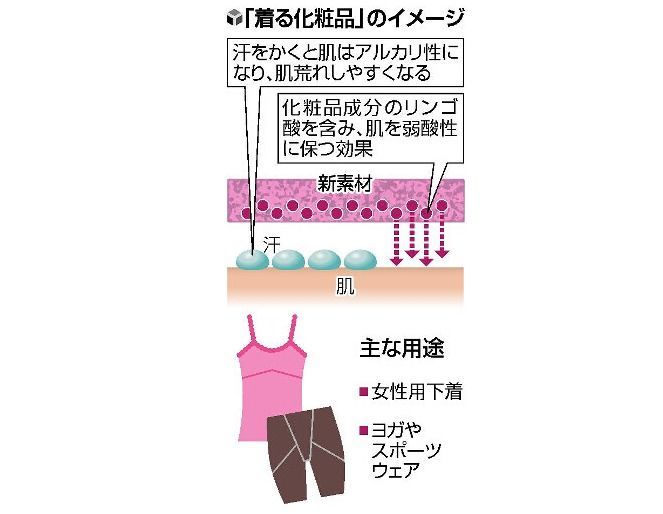 「着る化粧品」のイメージ
汗をかくと肌はアルカリ性に
なり、肌荒れしやすくなる
化粧品成分のリンゴ
酸を含み、肌を弱酸性
に保つ効果
新素材
汗
肌
主な用途
女性用下着
ヨガや
スポーツ
ウェア